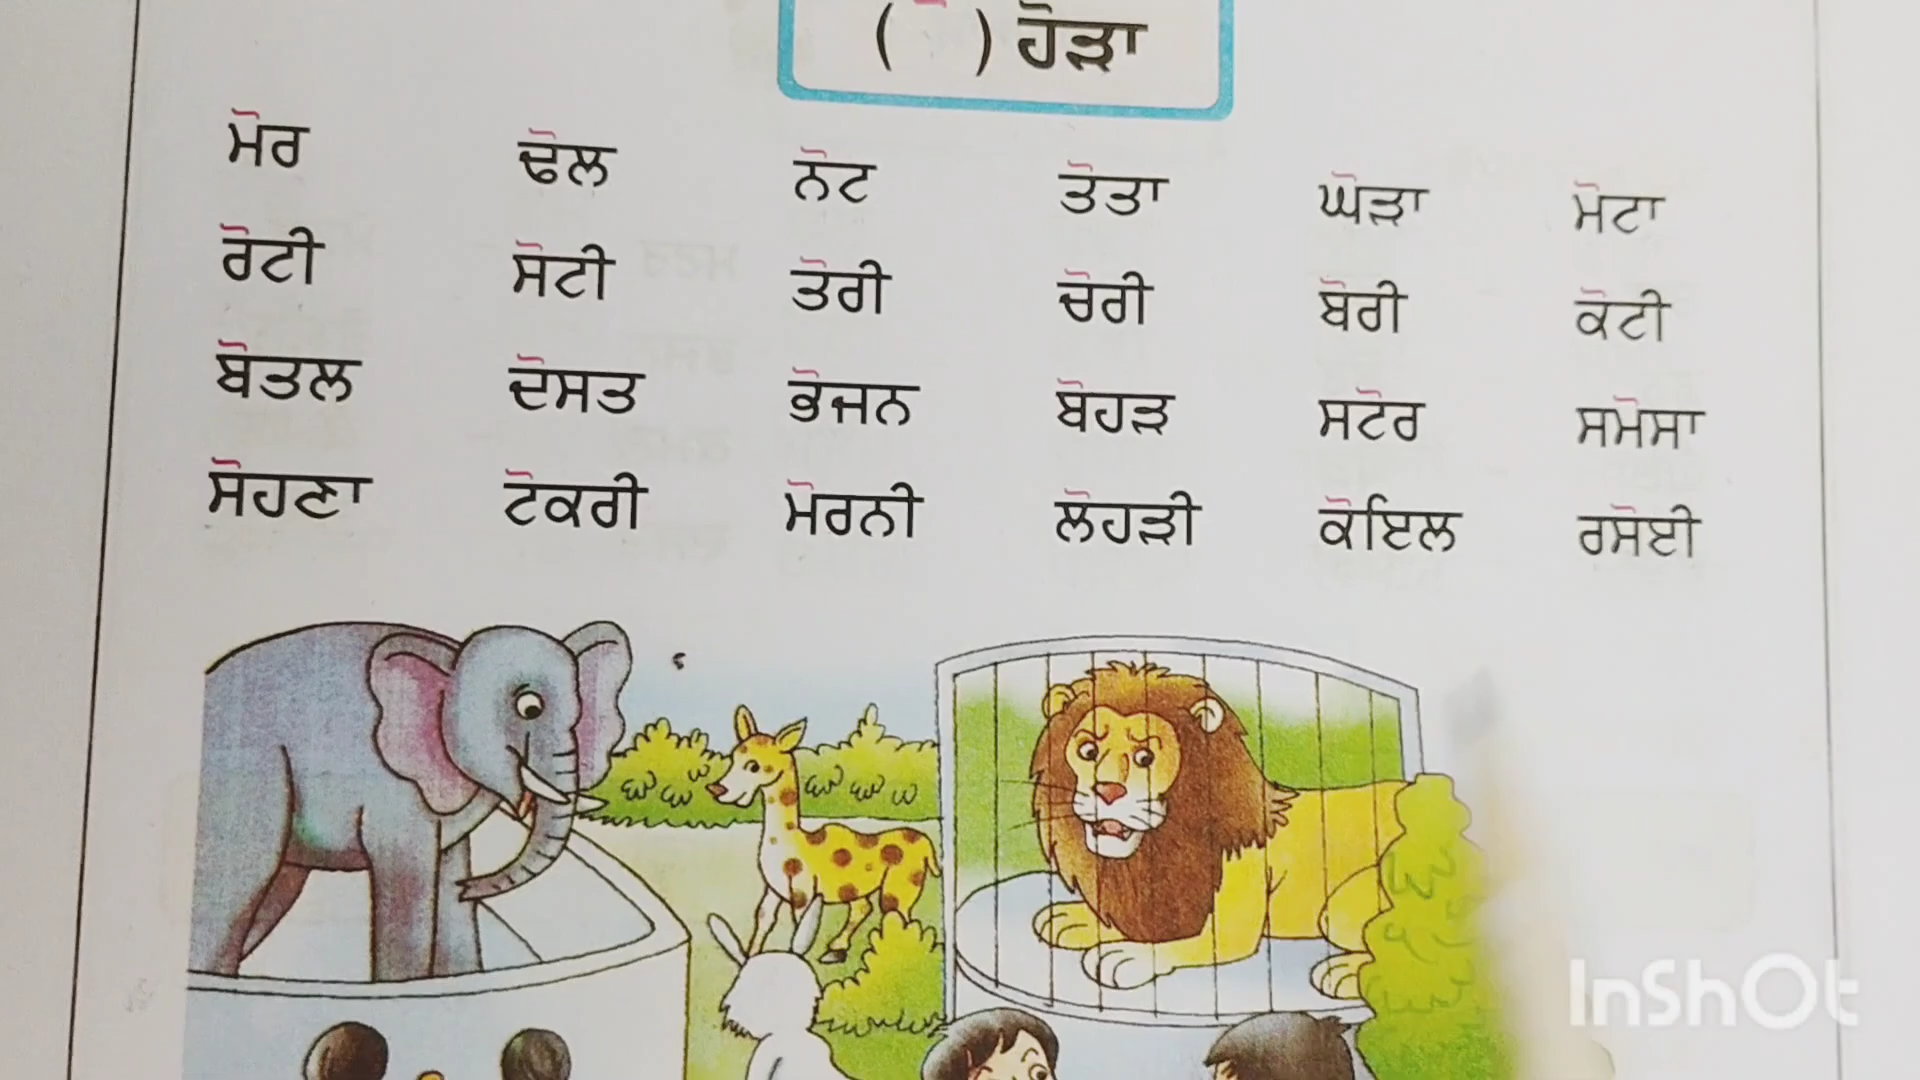 ( ੋ ) ਹੋੜਾ
ਮੋਰ ਢੋਲ ਨੋਟ ਤੋਤਾ ਘੋੜਾ ਮੋਟਾ
ਰੋਟੀ ਸੋਟੀ ਤੋਰੀ ਚੋਰੀ ਬੋਰੀ ਕੋਟੀ
ਬੋਤਲ ਦੋਸਤ ਭੋਜਨ ਬੋਹੜ ਸਟੋਰ ਸਮੋਸਾ
ਸੋਹਣਾ ਟੋਕਰੀ ਮੋਰਨੀ ਲੋਹੜੀ ਕੋਇਲ ਰਸੋਈ
InShOt